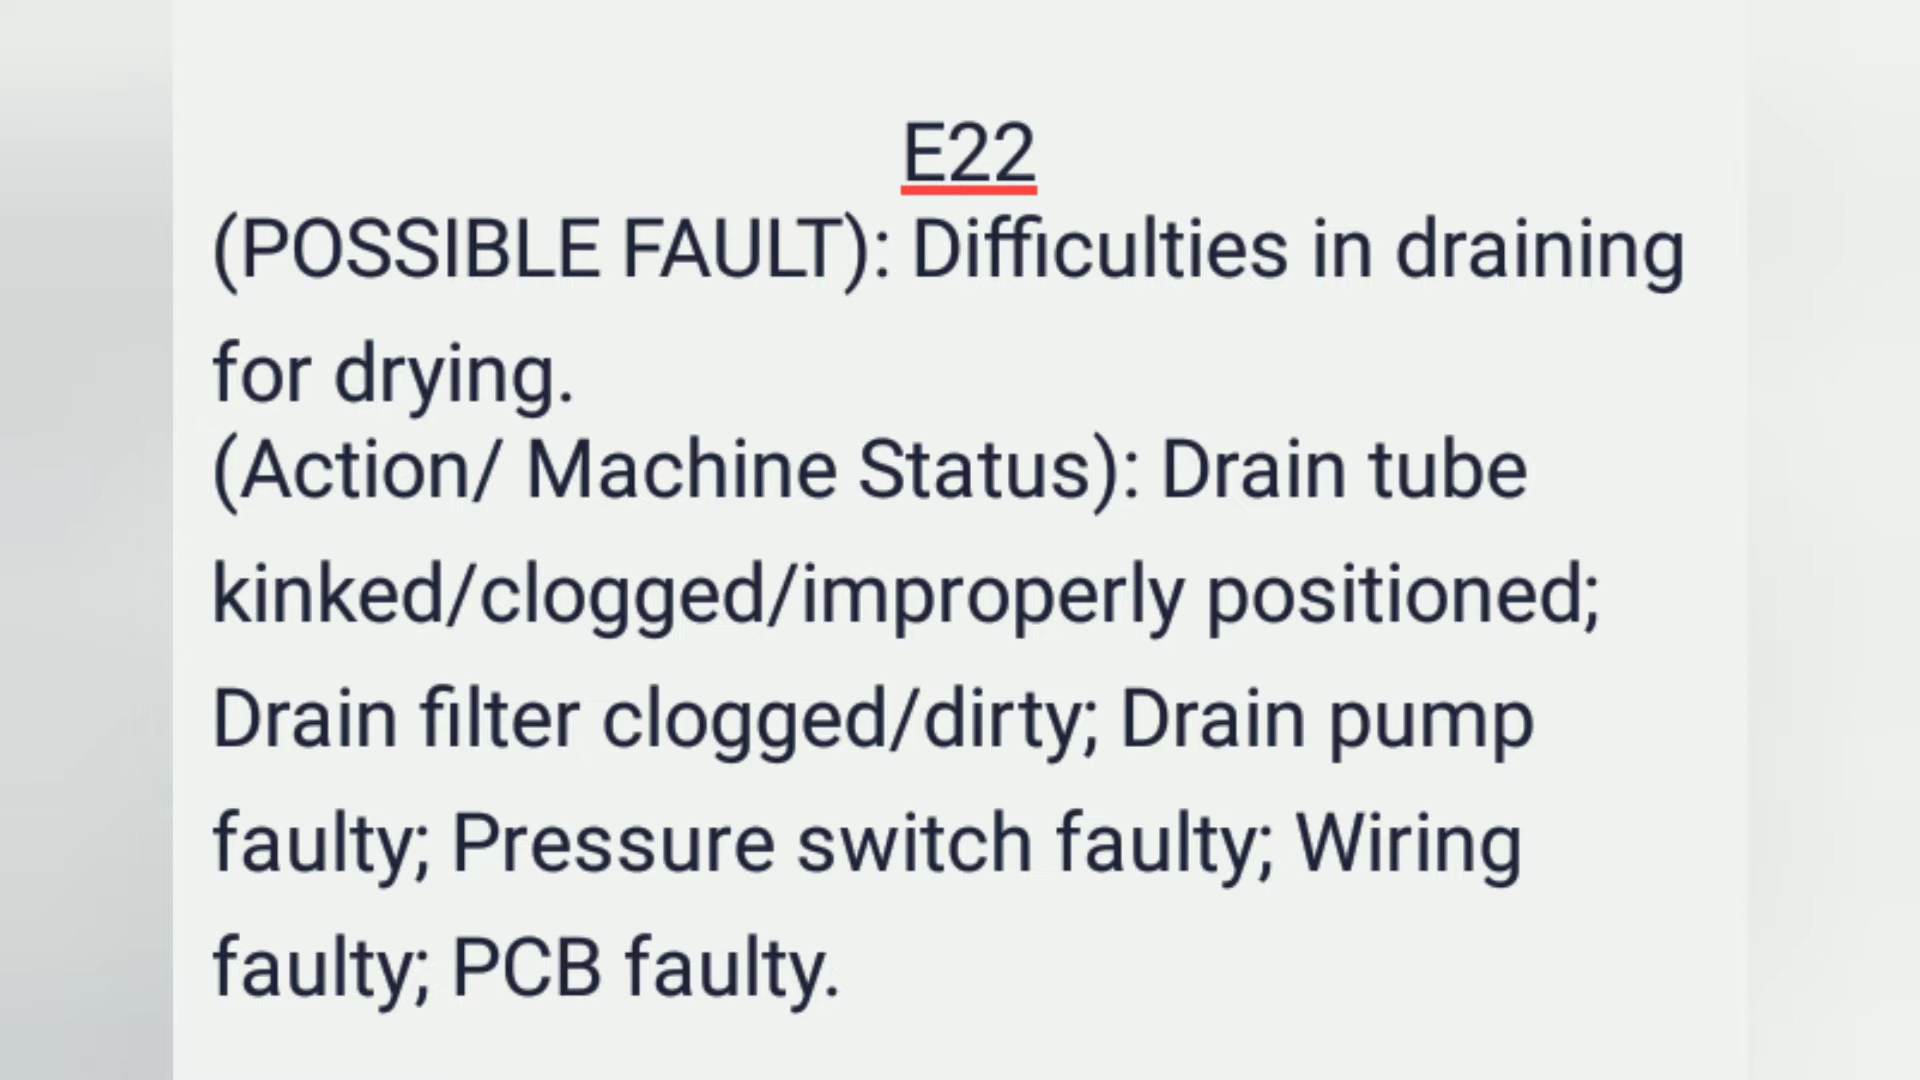 E22
(POSSIBLE FAULT): Difficulties in draining
for drying.
(Action/ Machine Status): Drain tube
kinked/clogged/improperly positioned;
Drain filter clogged/dirty; Drain pump
faulty; Pressure switch faulty; Wiring
faulty; PCB faulty.